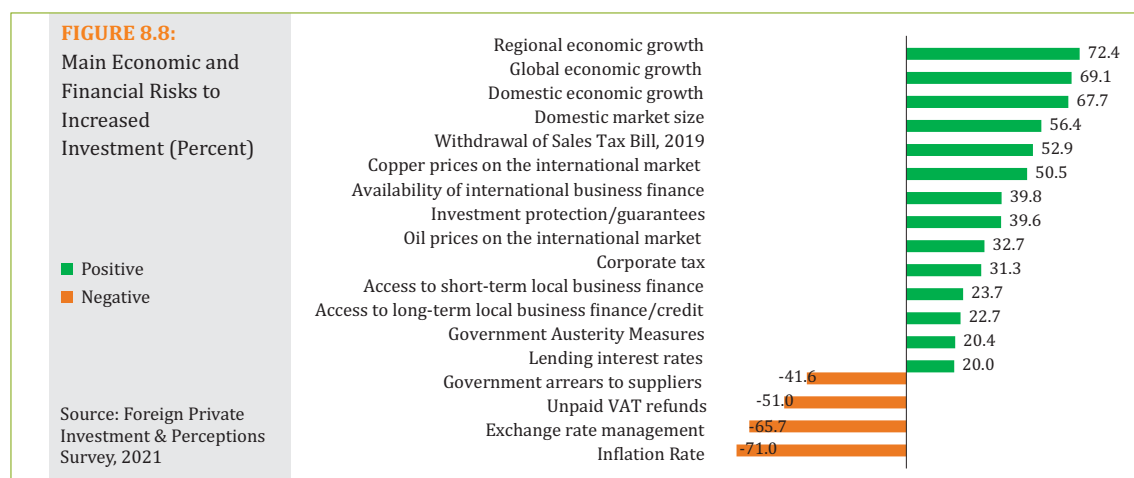 FIGURE 8.8:
Main Economic and
Financial Risks to
Increased
Investment (Percent)
Positive
Negative
Source: Foreign Private
Investment & Perceptions
Survey, 2021
Regional economic growth 72.4
Global economic growth 69.1
Domestic economic growth 67.7
Domestic market size 56.4
Withdrawal of Sales Tax Bill, 2019 52.9
Copper prices on the international market 50.5
Availability of international business finance 39.8
Investment protection/guarantees 39.6
Oil prices on the international market 32.7
Corporate tax 31.3
Access to short-term local business finance 23.7
Access to long-term local business finance/credit 22.7
Government Austerity Measures 20.4
Lending interest rates 20.0
Government arrears to suppliers -41.6
Unpaid VAT refunds -51.0
Exchange rate management -65.7
Inflation Rate -71.0